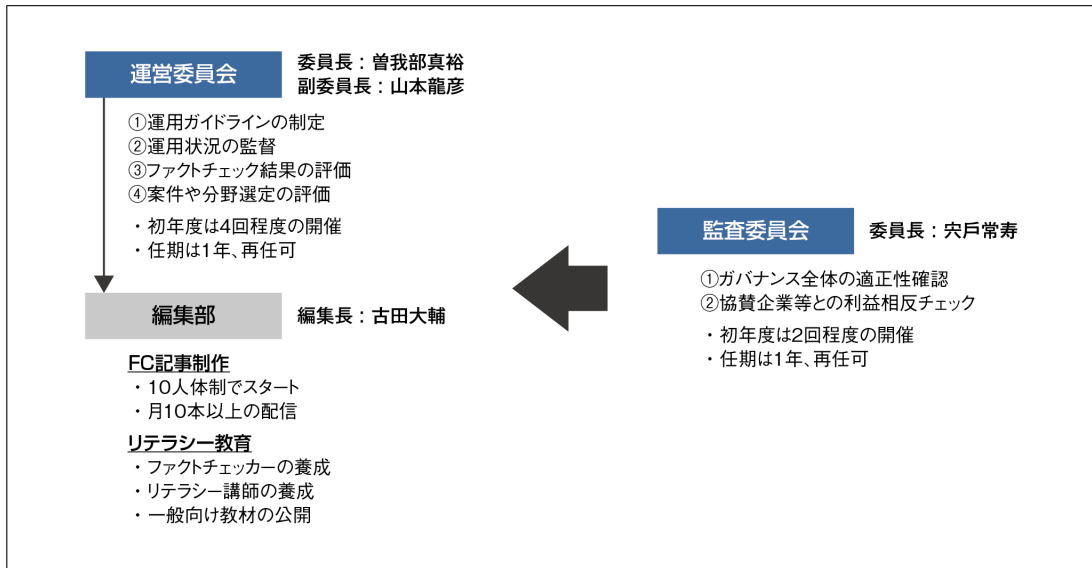 運営委員会
委員長：曽我部真裕
副委員長：山本龍彦
①運用ガイドラインの制定
②運用状況の監督
③ファクトチェック結果の評価
④案件や分野選定の評価
・初年度は4回程度の開催
・任期は1年、再任可
編集部
編集長：古田大輔
FC記事制作
・10人体制でスタート
・月10本以上の配信
リテラシー教育
・ファクトチェッカーの養成
・リテラシー講師の養成
・一般向け教材の公開
監査委員会
委員長：宍戸常寿
①ガバナンス全体の適正性確認
②協賛企業等との利益相反チェック
・初年度は2回程度の開催
・任期は1年、再任可